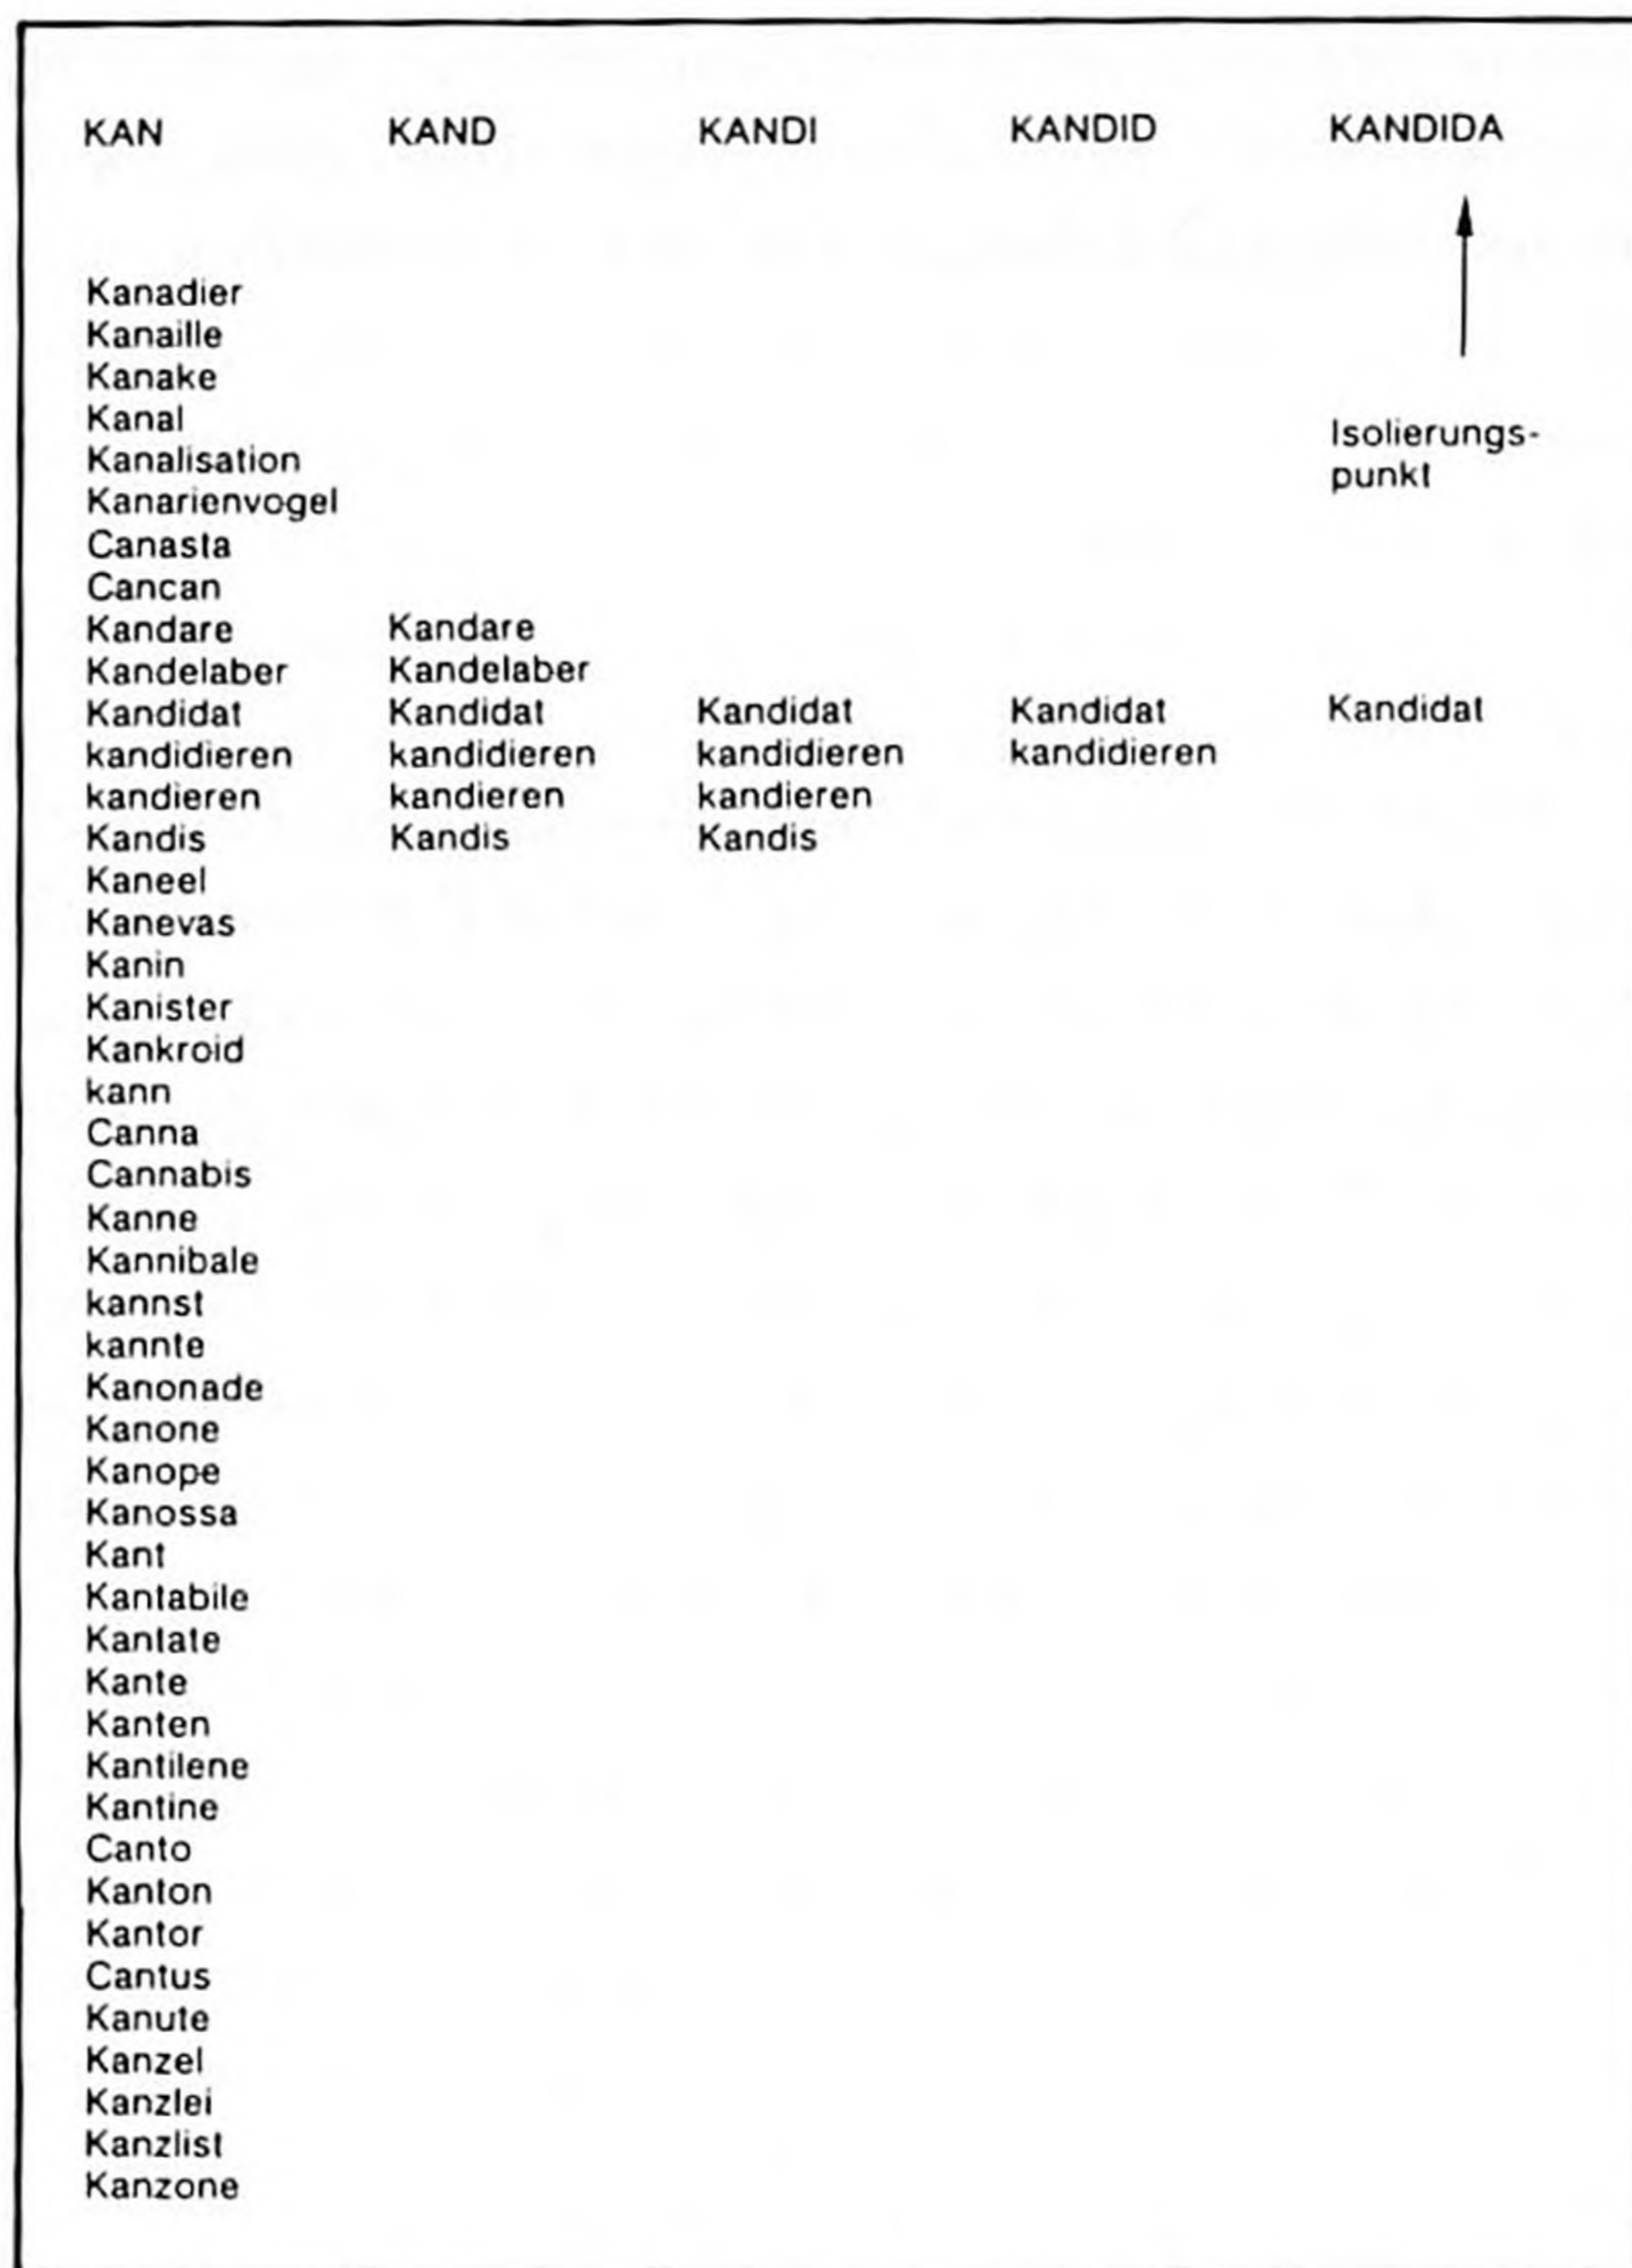 KAN KAND KANDI KANDID KANDIDA
Kanadier
Kanaille
Kanake
Kanal
Isolierungs-
Kanalisation
punkt
Kanarienvogel
Canasta
Cancan
Kandare Kandare
Kandelaber Kandelaber
Kandidat Kandidat Kandidat Kandidat Kandidat
kandidieren kandidieren kandidieren kandidieren
kandieren kandieren kandieren
Kandis Kandis Kandis
Kaneel
Kanevas
Kanin
Kanister
Kankroid
kann
Canna
Cannabis
Kanne
Kannibale
kannst
kannte
Kanonade
Kanone
Kanope
Kanossa
Kant
Kantabile
Kantate
Kante
Kanten
Kantilene
Kantine
Canto
Kanton
Kantor
Cantus
Kanute
Kanzel
Kanzlei
Kanzlist
Kanzone